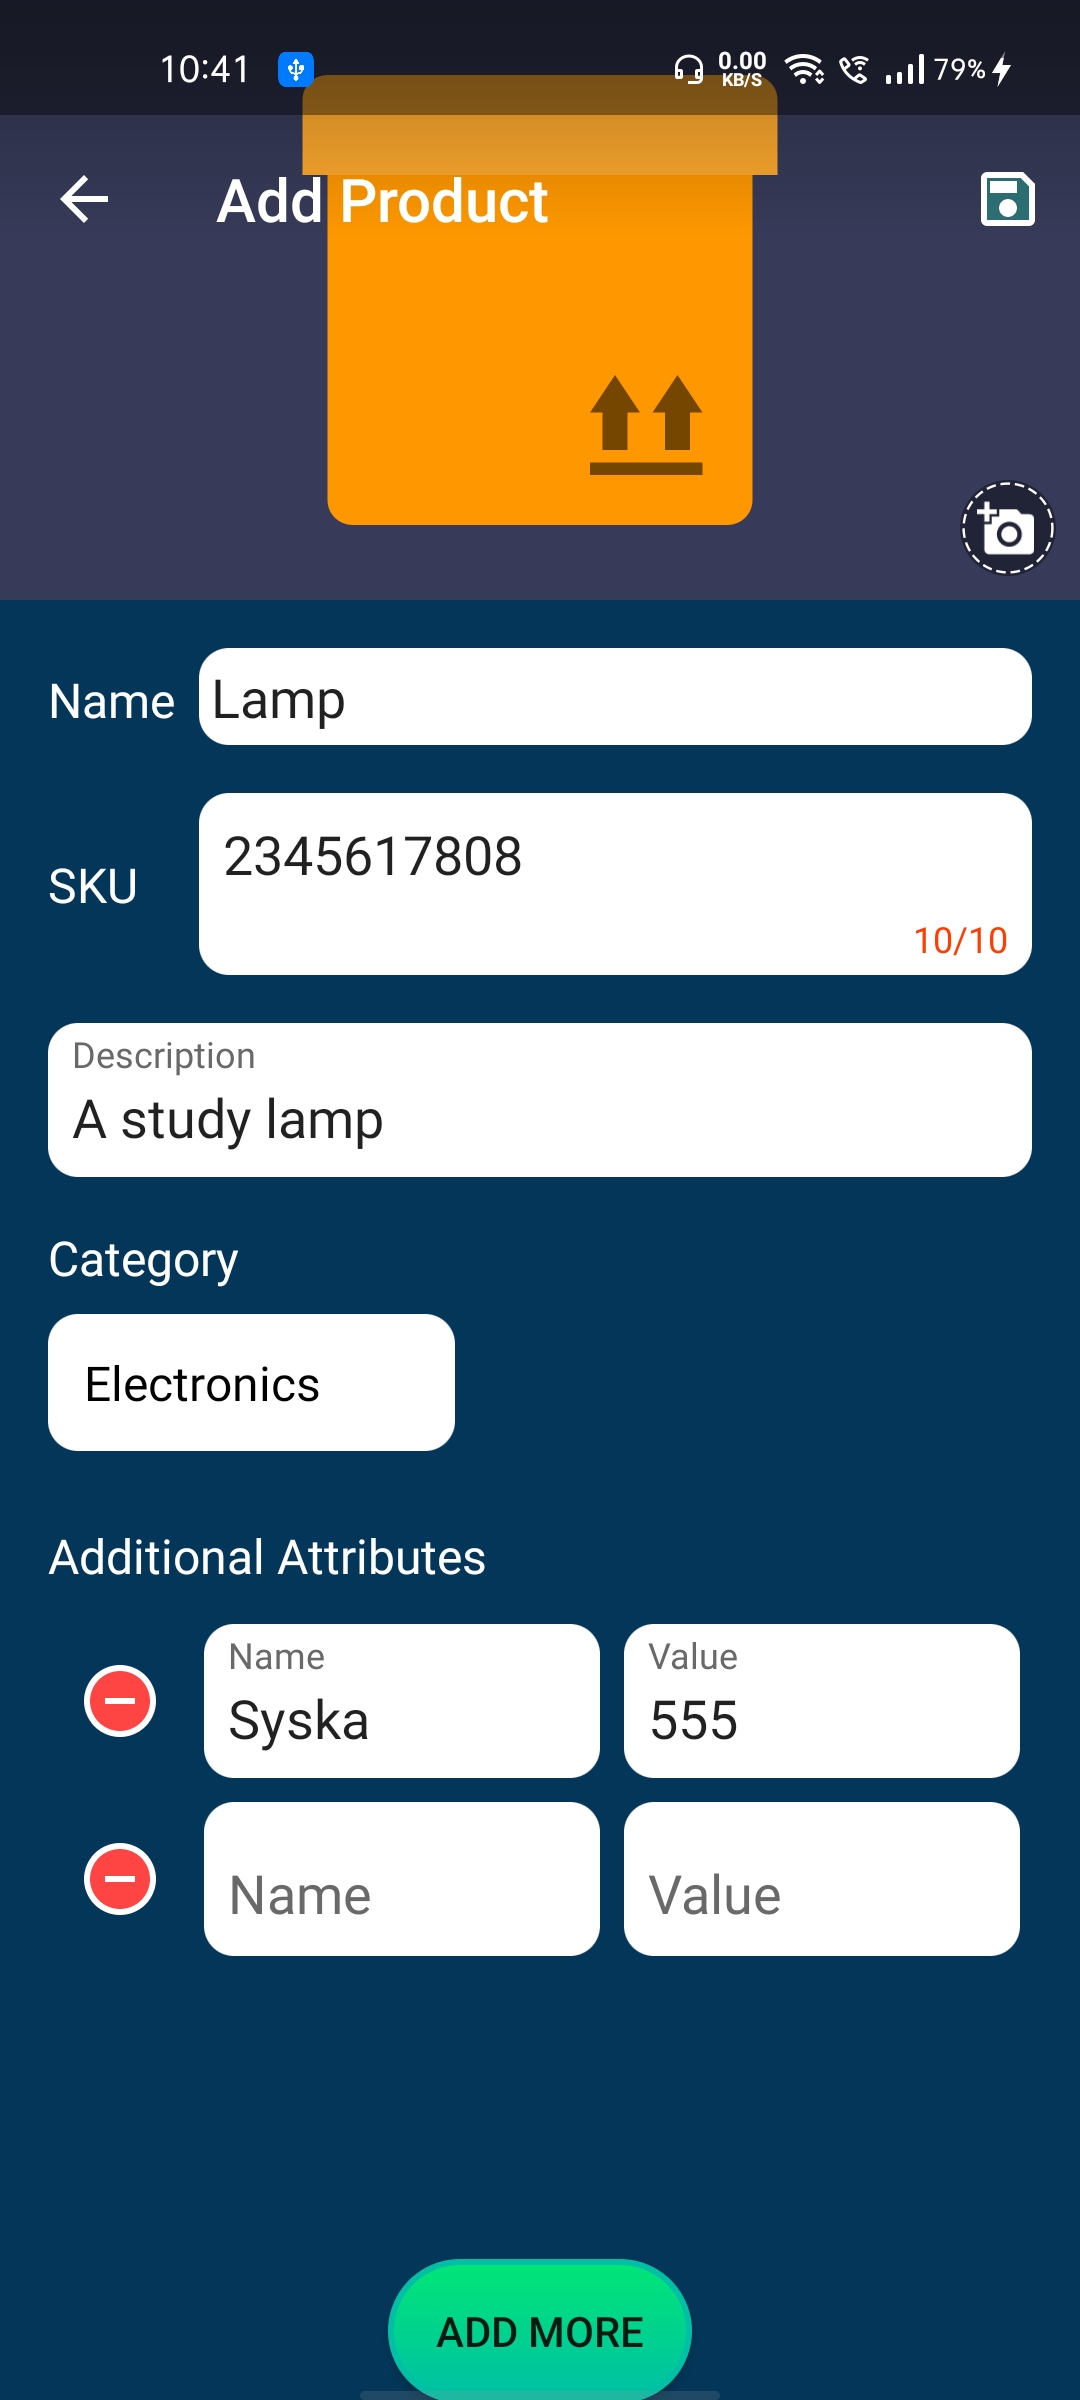 10:41 0.00 KB/S 79%
Add Product
Name Lamp
SKU 2345617808
10/10
Description
A study lamp
Category
Electronics
Additional Attributes
Name Value
Syska 555
Name Value
ADD MORE